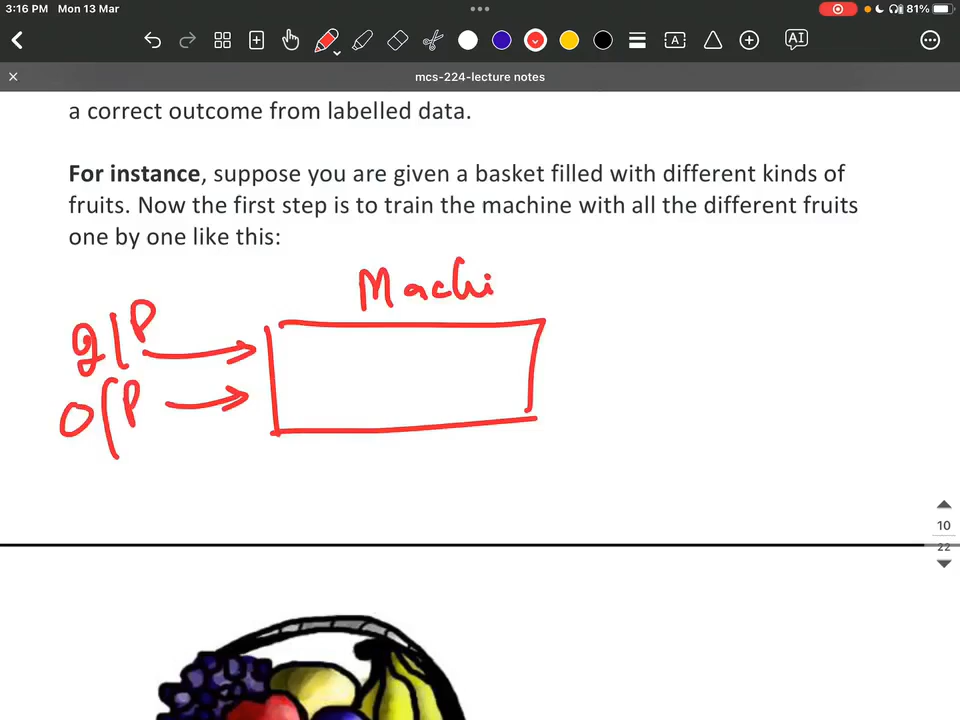 3:16 PM Mon 13 Mar
81%
A
AI
mcs-224-lecture notes
a correct outcome from labelled data.
For instance, suppose you are given a basket filled with different kinds of
fruits. Now the first step is to train the machine with all the different fruits
one by one like this:
Machi
I/P
O/P
10
22